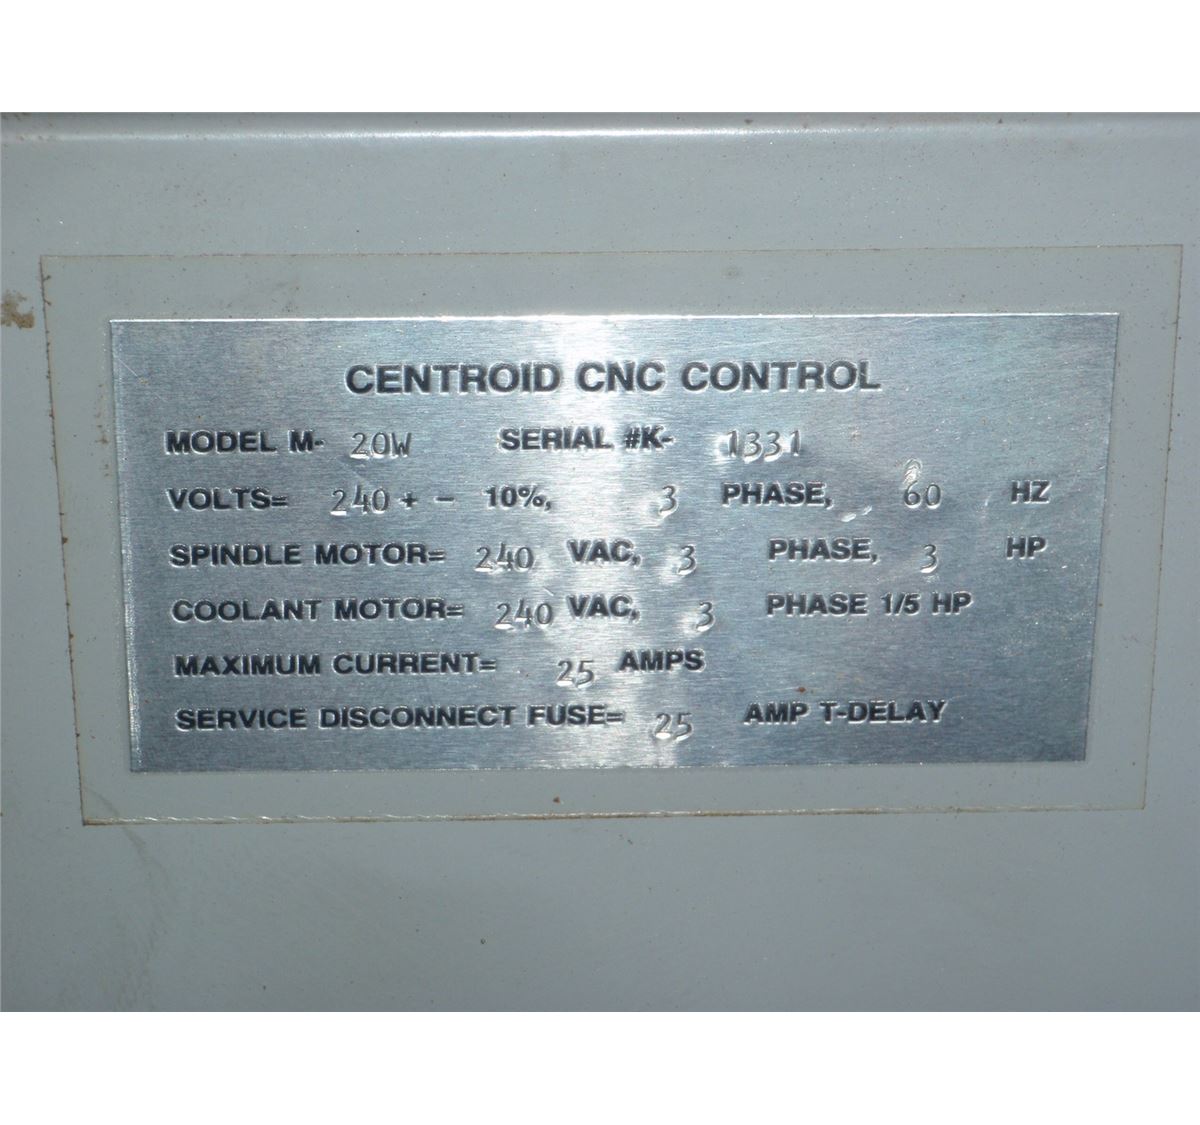 CENTROID CNC CONTROL
MODEL M- 20W SERIAL #K- 1331
VOLTS= 240 + - 10%, 3 PHASE, 60 HZ
SPINDLE MOTOR= 240 VAC, 3 PHASE, 3 HP
COOLANT MOTOR= 240 VAC, 3 PHASE 1/5 HP
MAXIMUM CURRENT= 25 AMPS
SERVICE DISCONNECT FUSE= 25 AMP T-DELAY